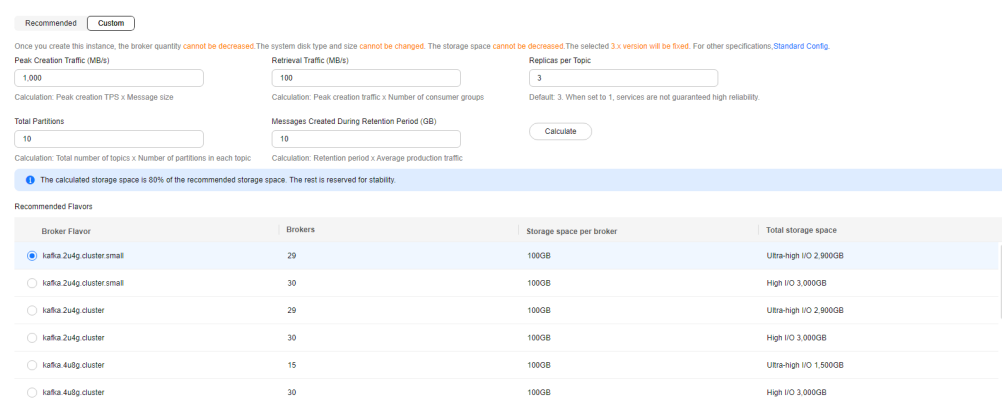 Recommended Custom
Once you create this instance, the broker quantity cannot be decreased.The system disk type and size cannot be changed. The storage space cannot be decreased.The selected 3.x version will be fixed. For other specifications,Standard Config.
Peak Creation Traffic (MB/s) Retrieval Traffic (MB/s) Replicas per Topic
1,000 100 3
Calculation: Peak creation TPS x Message size Calculation: Peak creation traffic x Number of consumer groups Default: 3. When set to 1, services are not guaranteed high reliability.
Total Partitions Messages Created During Retention Period (GB)
10 10 Calculate
Calculation: Total number of topics x Number of partitions in each topic Calculation: Retention period x Average production traffic
The calculated storage space is 80% of the recommended storage space. The rest is reserved for stability.
Recommended Flavors
Broker Flavor Brokers Storage space per broker Total storage space
kafka.2u4g.cluster.small 29 100GB Ultra-high I/O 2,900GB
kafka.2u4g.cluster.small 30 100GB High I/O 3,000GB
kafka.2u4g.cluster 29 100GB Ultra-high I/O 2,900GB
kafka.2u4g.cluster 30 100GB High I/O 3,000GB
kafka.4u8g.cluster 15 100GB Ultra-high I/O 1,500GB
kafka.4u8g.cluster 30 100GB High I/O 3,000GB